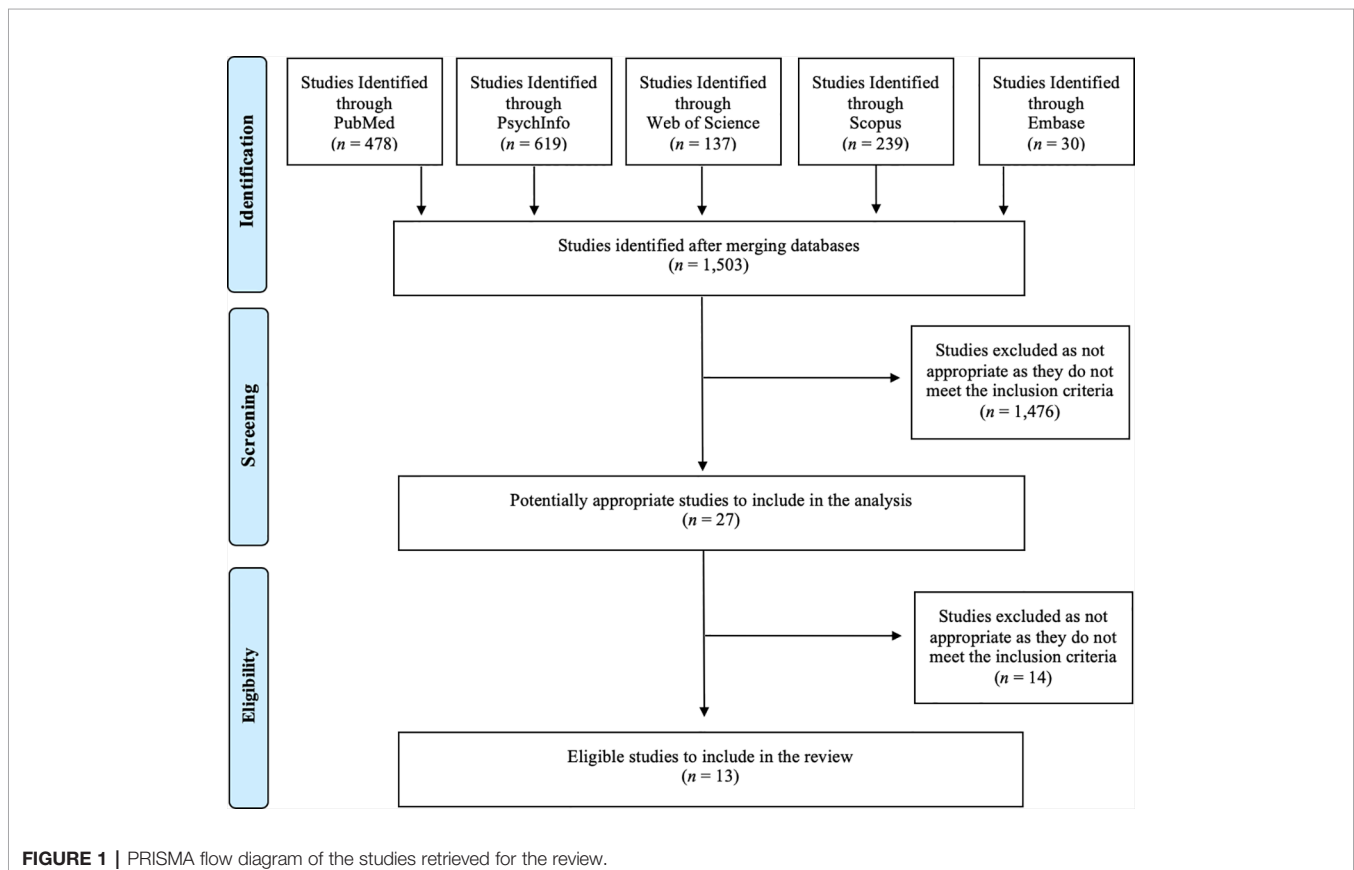 Identification
Studies Identified
through
PubMed
(n = 478)
Studies Identified
through
PsychInfo
(n = 619)
Studies Identified
through
Web of Science
(n = 137)
Studies Identified
through
Scopus
(n = 239)
Studies Identified
through
Embase
(n = 30)
Studies identified after merging databases
(n = 1,503)
Screening
Studies excluded as not
appropriate as they do not
meet the inclusion criteria
(n = 1,476)
Potentially appropriate studies to include in the analysis
(n = 27)
Eligibility
Studies excluded as not
appropriate as they do not
meet the inclusion criteria
(n = 14)
Eligible studies to include in the review
(n = 13)
FIGURE 1 | PRISMA flow diagram of the studies retrieved for the review.